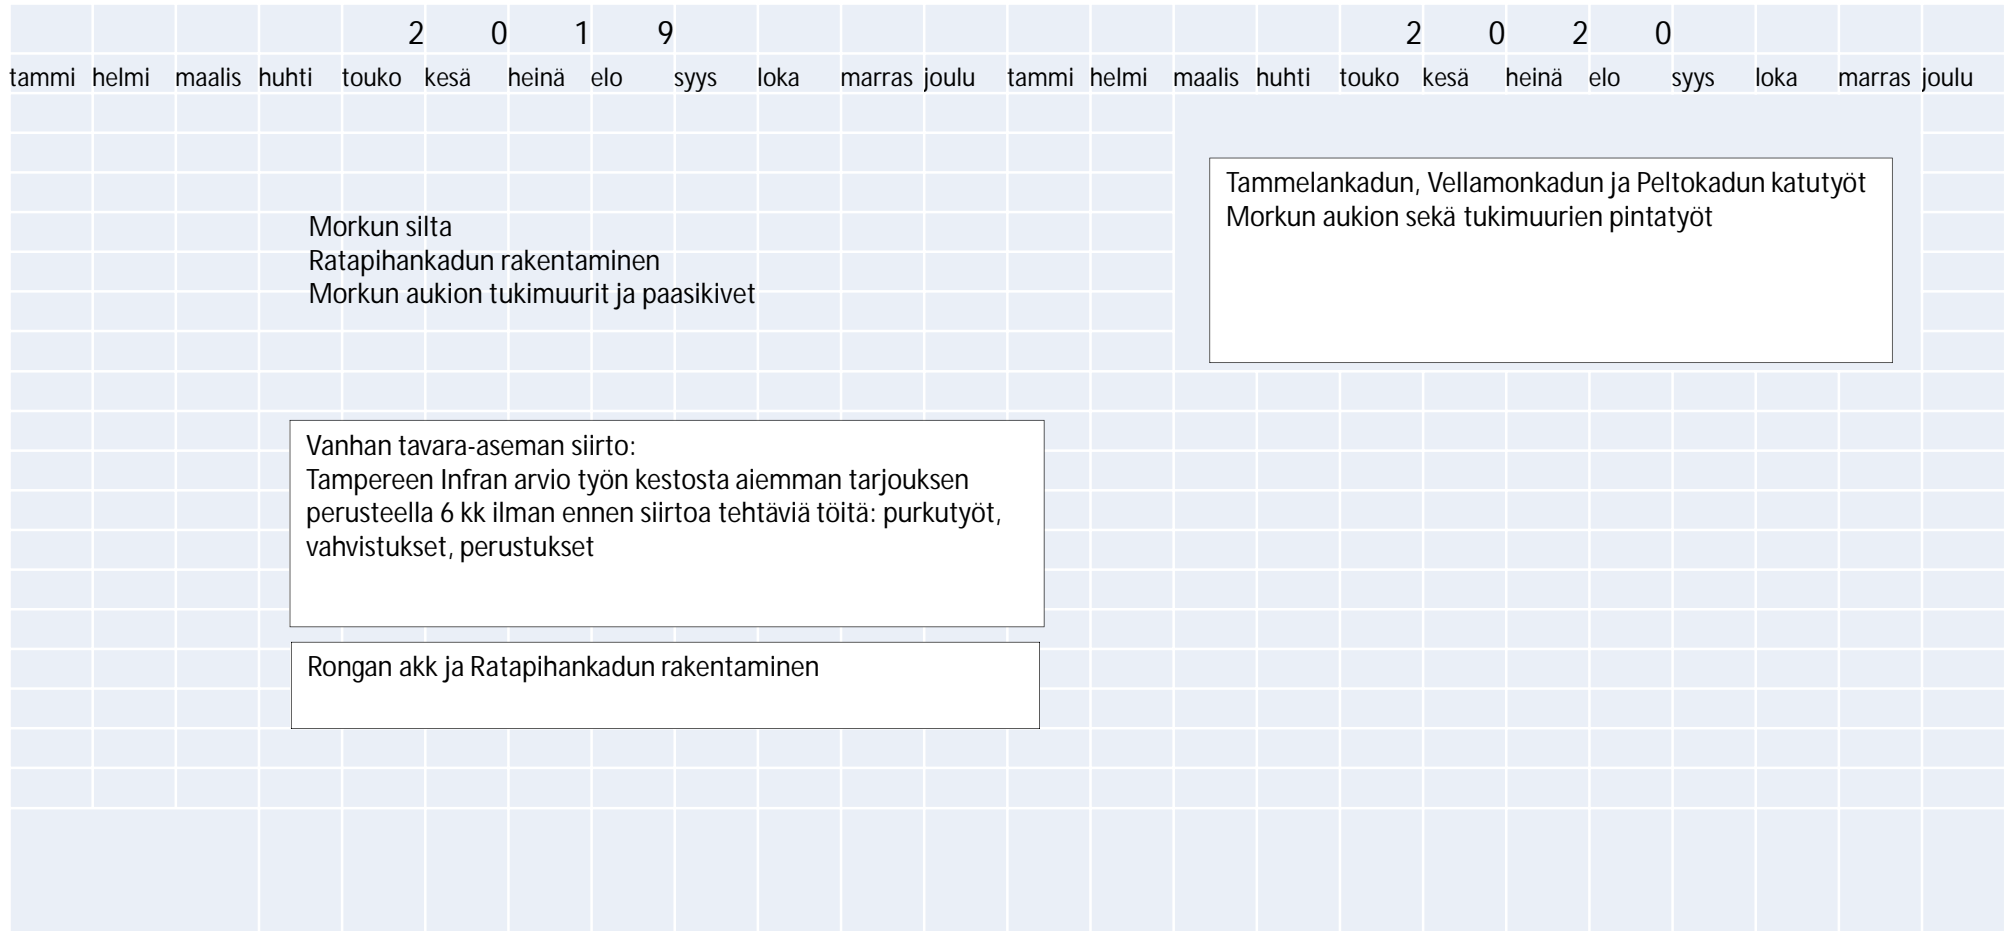 2 0 1 9 2 0 2 0
tammi helmi maalis huhti touko kesä heinä elo syys loka marras joulu tammi helmi maalis huhti touko kesä heinä elo syys loka marras joulu
Tammelankadun, Vellamonkadun ja Peltokadun katutyöt
Morkun aukion sekä tukimuurien pintatyöt
Morkun silta
Ratapihankadun rakentaminen
Morkun aukion tukimuurit ja paasikivet
Vanhan tavara-aseman siirto:
Tampereen Infran arvio työn kestosta aiemman tarjouksen
perusteella 6 kk ilman ennen siirtoa tehtäviä töitä: purkutyöt,
vahvistukset, perustukset
Rongan akk ja Ratapihankadun rakentaminen